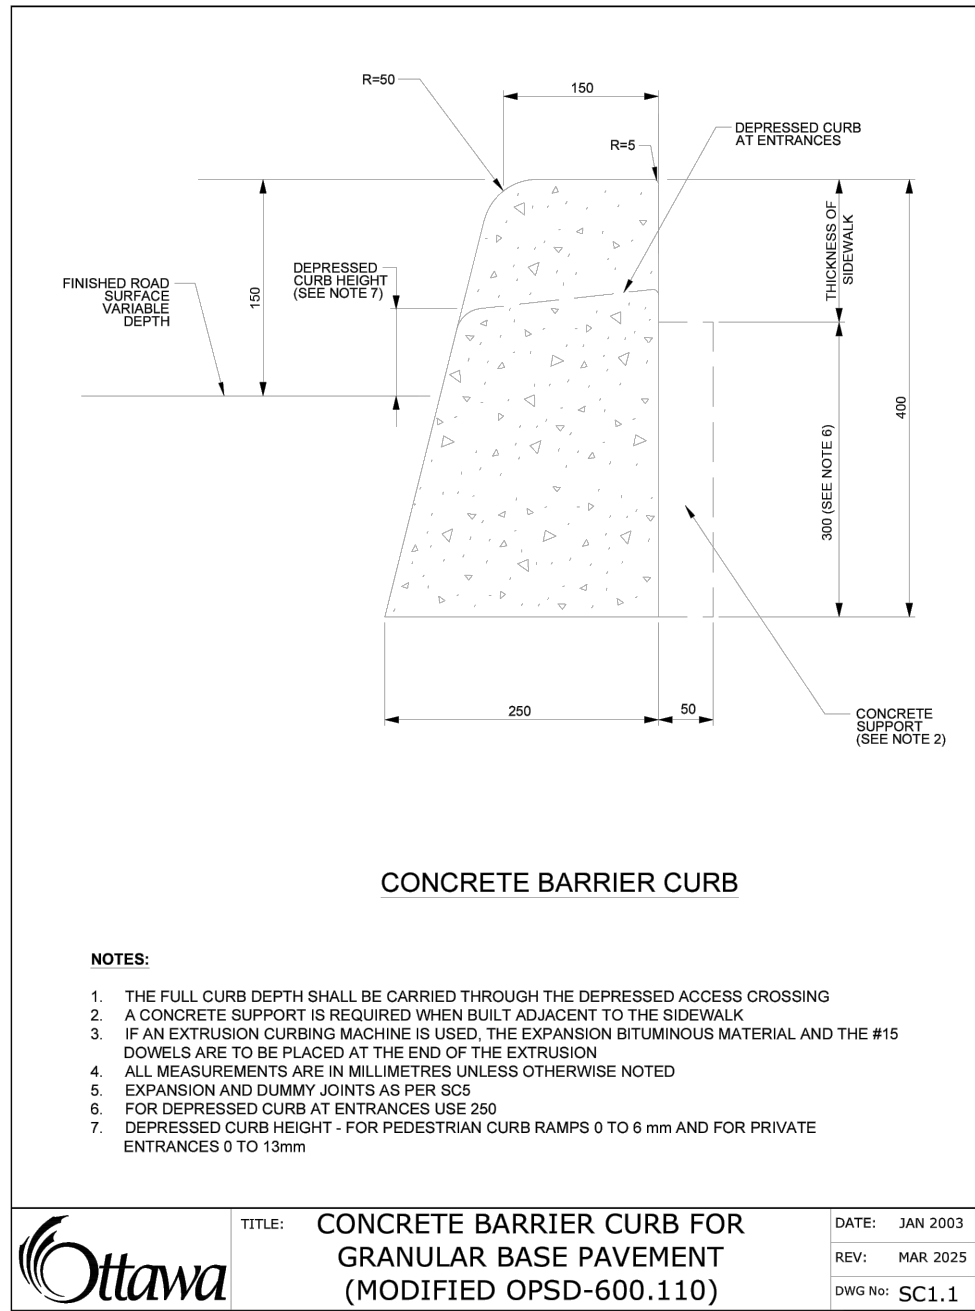 R=50
150
DEPRESSED CURB
AT ENTRANCES
R=5
THICKNESS OF
SIDEWALK
DEPRESSED
CURB HEIGHT
(SEE NOTE 7)
FINISHED ROAD
SURFACE
VARIABLE
DEPTH
150
400
300 (SEE NOTE 6)
250
50
CONCRETE
SUPPORT
(SEE NOTE 2)
CONCRETE BARRIER CURB
NOTES:
1. THE FULL CURB DEPTH SHALL BE CARRIED THROUGH THE DEPRESSED ACCESS CROSSING
2. A CONCRETE SUPPORT IS REQUIRED WHEN BUILT ADJACENT TO THE SIDEWALK
3. IF AN EXTRUSION CURBING MACHINE IS USED, THE EXPANSION BITUMINOUS MATERIAL AND THE #15
DOWELS ARE TO BE PLACED AT THE END OF THE EXTRUSION
4. ALL MEASUREMENTS ARE IN MILLIMETRES UNLESS OTHERWISE NOTED
5. EXPANSION AND DUMMY JOINTS AS PER SC5
6. FOR DEPRESSED CURB AT ENTRANCES USE 250
7. DEPRESSED CURB HEIGHT - FOR PEDESTRIAN CURB RAMPS 0 TO 6 mm AND FOR PRIVATE
ENTRANCES 0 TO 13mm
Ottawa
TITLE:
CONCRETE BARRIER CURB FOR
GRANULAR BASE PAVEMENT
(MODIFIED OPSD-600.110)
DATE: JAN 2003
REV: MAR 2025
DWG No: SC1.1